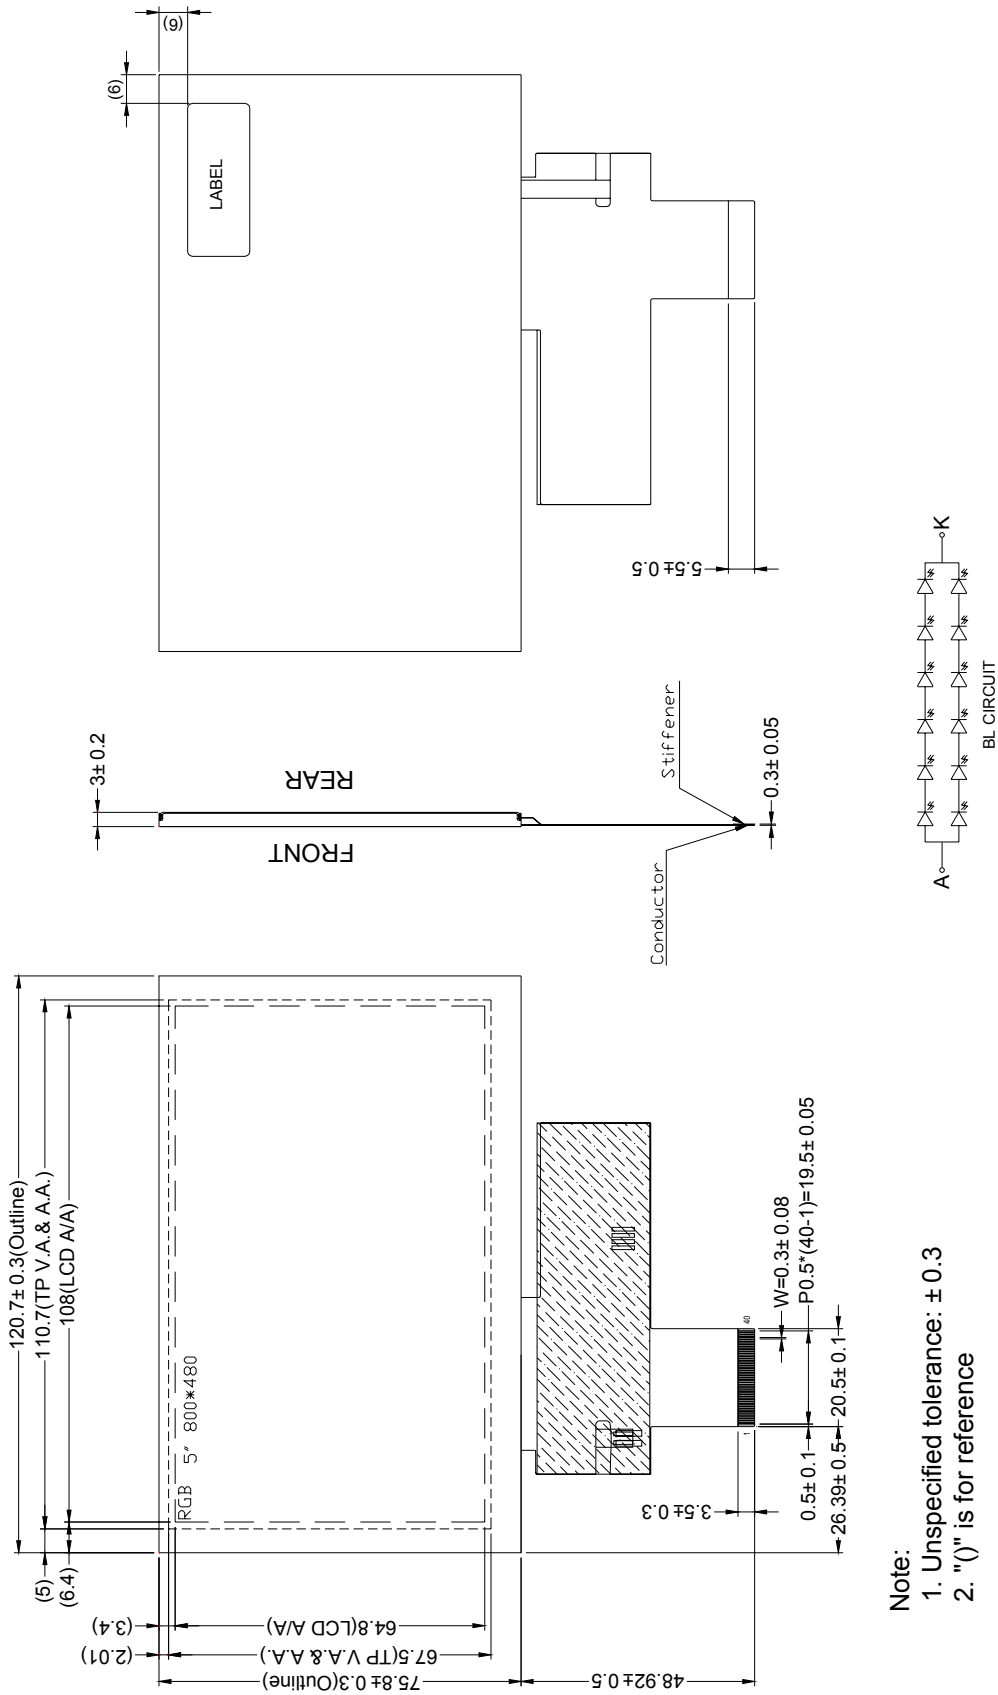 120.7±0.3(Outline)
110.7(TP V.A.& A.A.)
108(LCD A/A)
(5)
(6.4)
(3.4)
(2.01)
64.8(LCD A/A)
67.5(TP V.A.& A.A.)
75.8±0.3(Outline)
48.92±0.5
RGB 5" 800*480
1
40
3.5±0.3
W=0.3±0.08
P0.5*(40-1)=19.5±0.05
0.5±0.1
20.5±0.1
26.39±0.5
3±0.2
FRONT
REAR
Conductor
Stiffener
0.3±0.05
(6)
(6)
LABEL
5.5±0.5
A
K
BL CIRCUIT
Note:
1. Unspecified tolerance: ±0.3
2. "()" is for reference